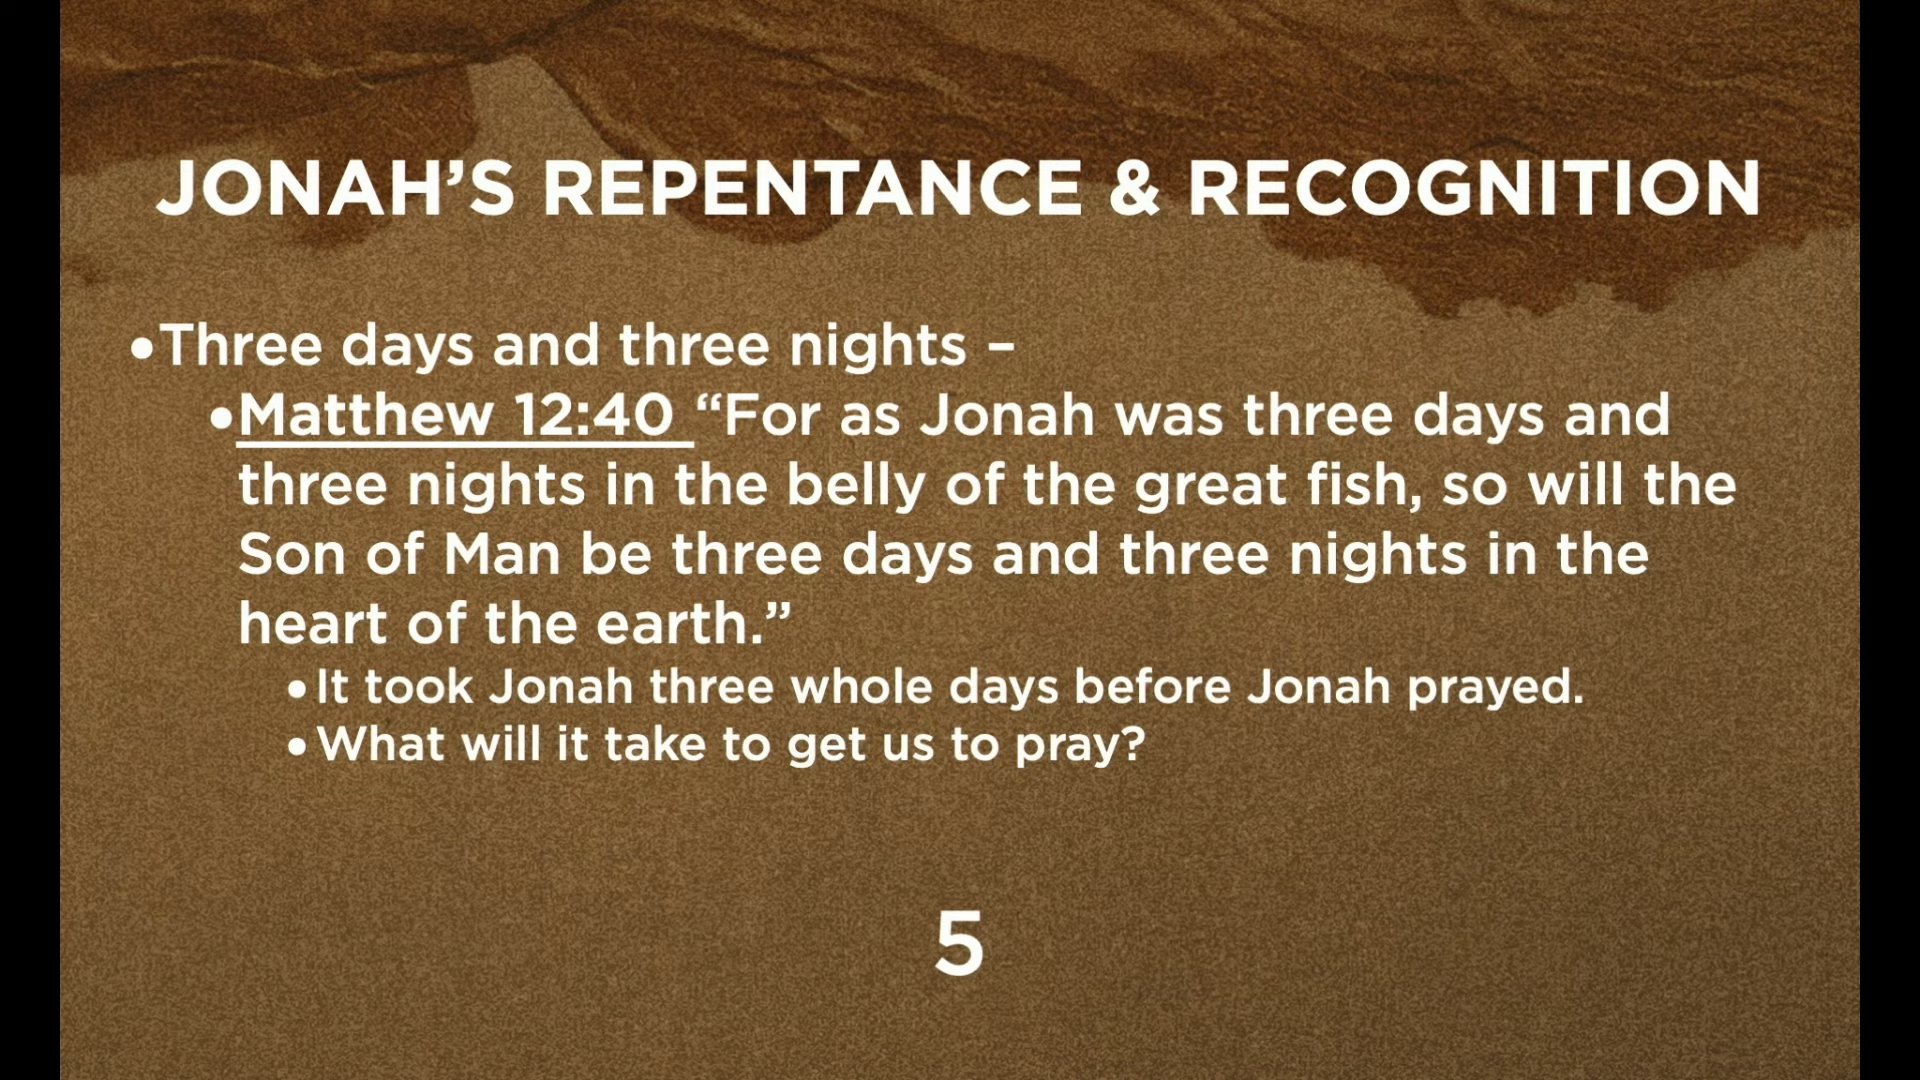 JONAH’S REPENTANCE & RECOGNITION
•Three days and three nights –
•Matthew 12:40 “For as Jonah was three days and
three nights in the belly of the great fish, so will the
Son of Man be three days and three nights in the
heart of the earth.”
•It took Jonah three whole days before Jonah prayed.
•What will it take to get us to pray?
5